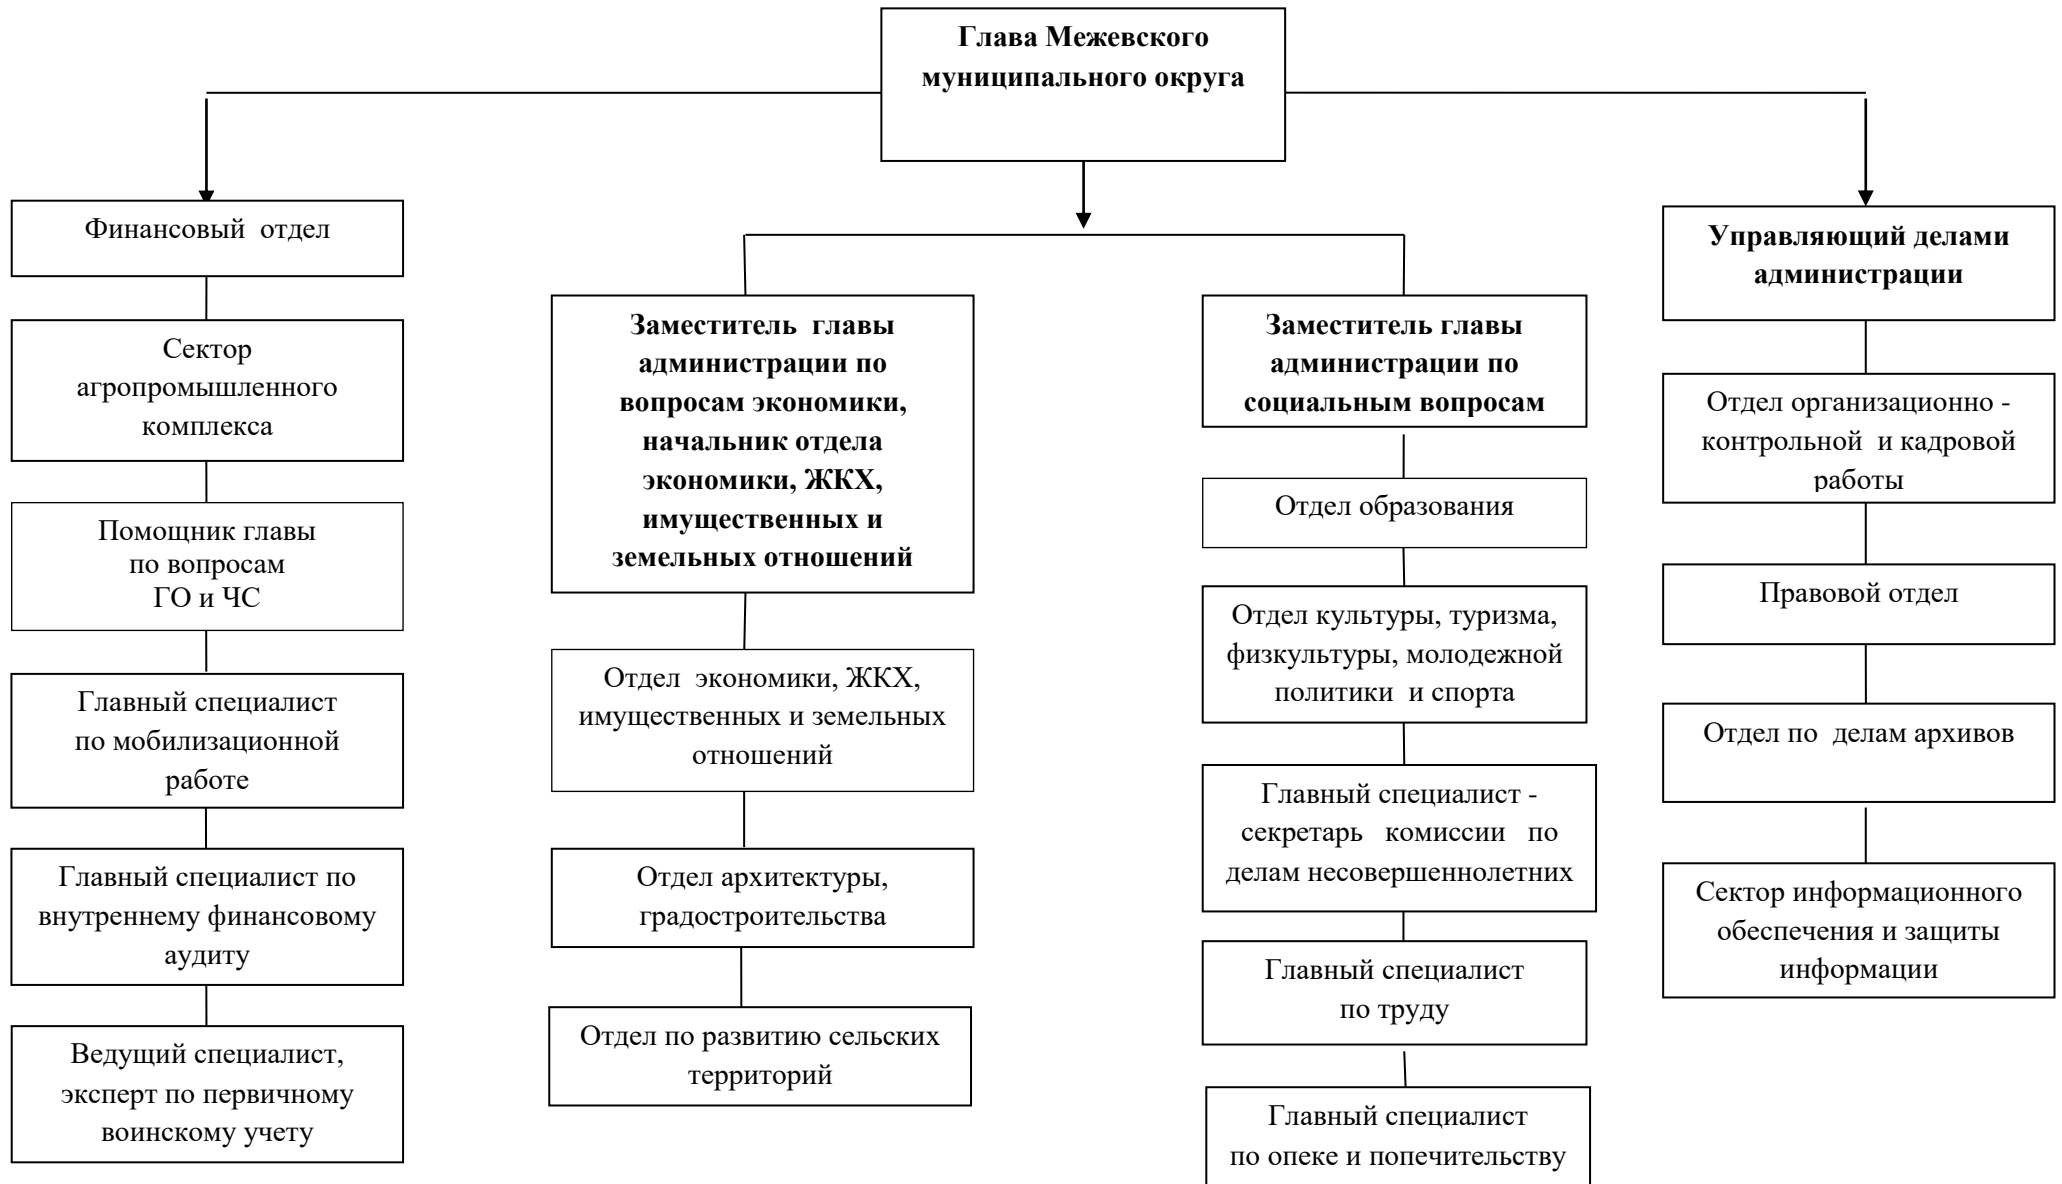 Глава Межевского
муниципального округа
Финансовый отдел
Сектор
агропромышленного
комплекса
Помощник главы
по вопросам
ГО и ЧС
Главный специалист
по мобилизационной
работе
Главный специалист по
внутреннему финансовому
аудиту
Ведущий специалист,
эксперт по первичному
воинскому учету
Заместитель главы
администрации по
вопросам экономики,
начальник отдела
экономики, ЖКХ,
имущественных и
земельных отношений
Отдел экономики, ЖКХ,
имущественных и земельных
отношений
Отдел архитектуры,
градостроительства
Отдел по развитию сельских
территорий
Заместитель главы
администрации по
социальным вопросам
Отдел образования
Отдел культуры, туризма,
физкультуры, молодежной
политики и спорта
Главный специалист -
секретарь комиссии по
делам несовершеннолетних
Главный специалист
по труду
Главный специалист
по опеке и попечительству
Управляющий делами
администрации
Отдел организационно -
контрольной и кадровой
работы
Правовой отдел
Отдел по делам архивов
Сектор информационного
обеспечения и защиты
информации